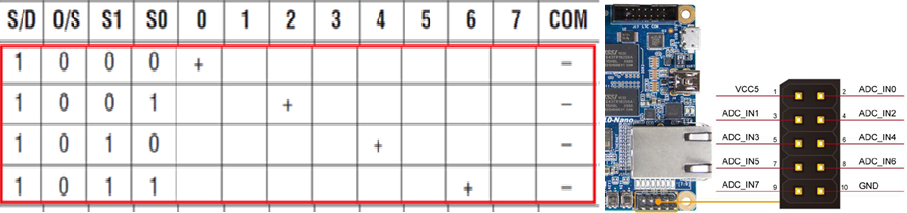 S/D O/S S1 S0 0 1 2 3 4 5 6 7 COM
1 0 0 0 + –
1 0 0 1 + –
1 0 1 0 + –
1 0 1 1 + –
VCC5 1 2 ADC_IN0
ADC_IN1 3 4 ADC_IN2
ADC_IN3 5 6 ADC_IN4
ADC_IN5 7 8 ADC_IN6
ADC_IN7 9 10 GND